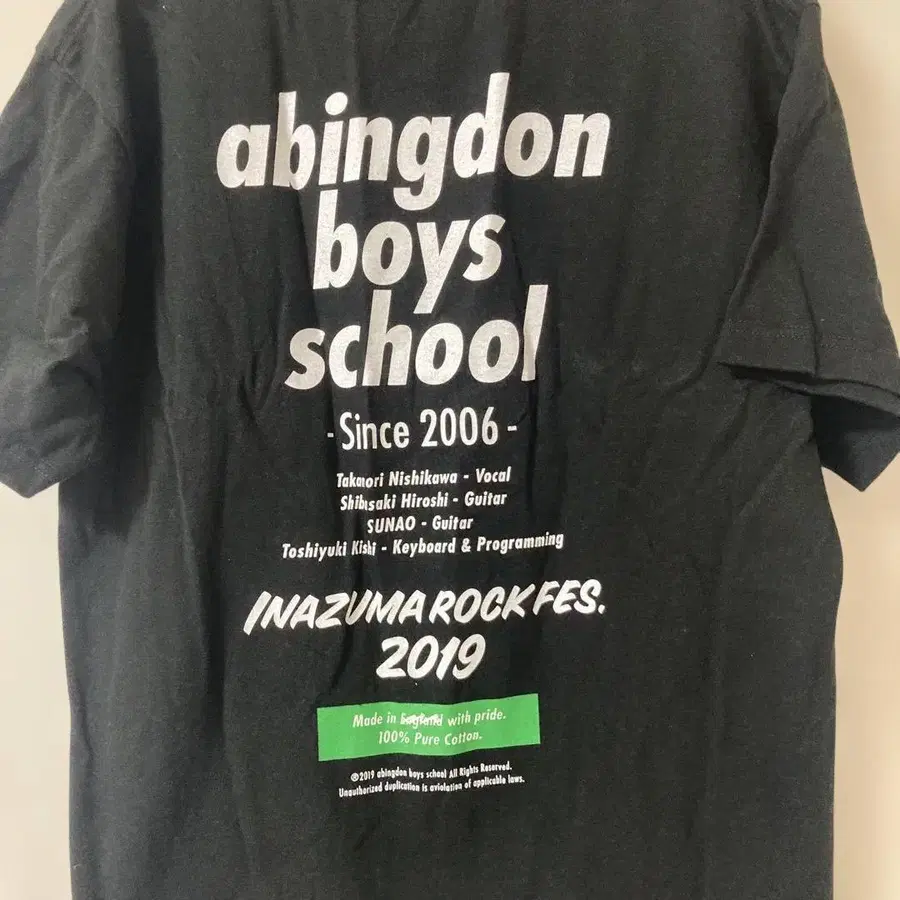 abingdon
boys
school
- Since 2006 -
Takanori Nishikawa - Vocal
Shibasaki Hiroshi - Guitar
SUNAO - Guitar
Toshiyuki Kishi - Keyboard & Programming
INAZUMA ROCK FES.
2019
Made in England with pride.
100% Pure Cotton.
©2019 abingdon boys school All Rights Reserved.
Unauthorized duplication is aviolation of applicable laws.